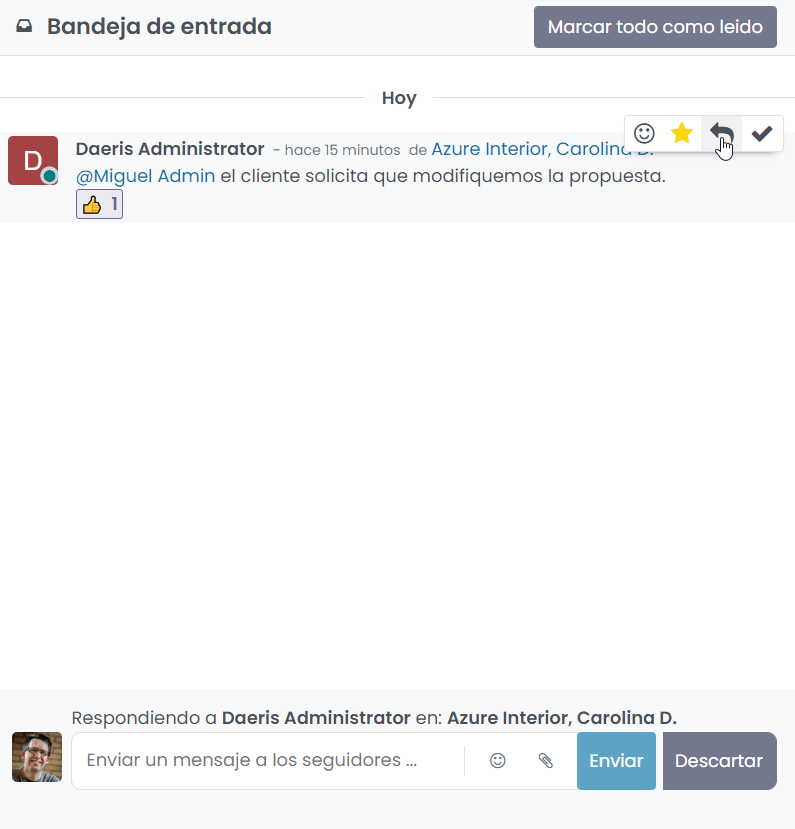 Bandeja de entrada
Marcar todo como leido
Hoy
D
Daeris Administrator - hace 15 minutos de Azure Interior, Carolina D.
@Miguel Admin el cliente solicita que modifiquemos la propuesta.
1
Respondiendo a Daeris Administrator en: Azure Interior, Carolina D.
Enviar un mensaje a los seguidores ...
Enviar
Descartar